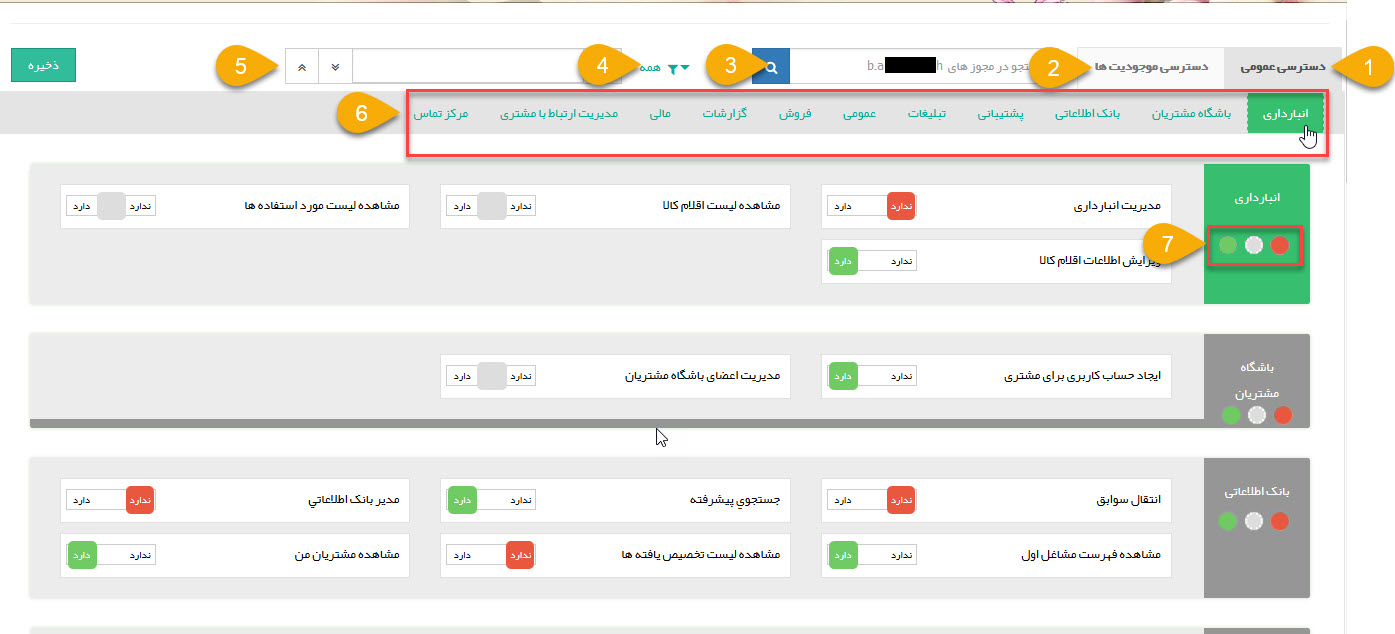 1
دسترسی عمومی
2
دسترسی موجودیت ها
جتجو در مجوز های b.a h
3
4
همه
5
ذخیره
6
انبارداری باشگاه مشتریان بانک اطلاعاتی پشتیبانی تبلیغات عمومی فروش گزارشات مالی مدیریت ارتباط با مشتری مرکز تماس
انبارداری
7
مدیریت انبارداری ندارد دارد
مشاهده لیست اقلام کالا ندارد دارد
مشاهده لیست مورد استفاده ها ندارد دارد
ویرایش اطلاعات اقلام کالا ندارد دارد
باشگاه
مشتریان
ایجاد حساب کاربری برای مشتری ندارد دارد
مدیریت اعضای باشگاه مشتریان ندارد دارد
بانک اطلاعاتی
انتقال سوابق ندارد دارد
جستجوي پیشرفته ندارد دارد
مدیر بانک اطلاعاتي ندارد دارد
مشاهده فهرست مشاغل اول ندارد دارد
مشاهده لیست تخصیص یافته ها ندارد دارد
مشاهده مشتریان من ندارد دارد